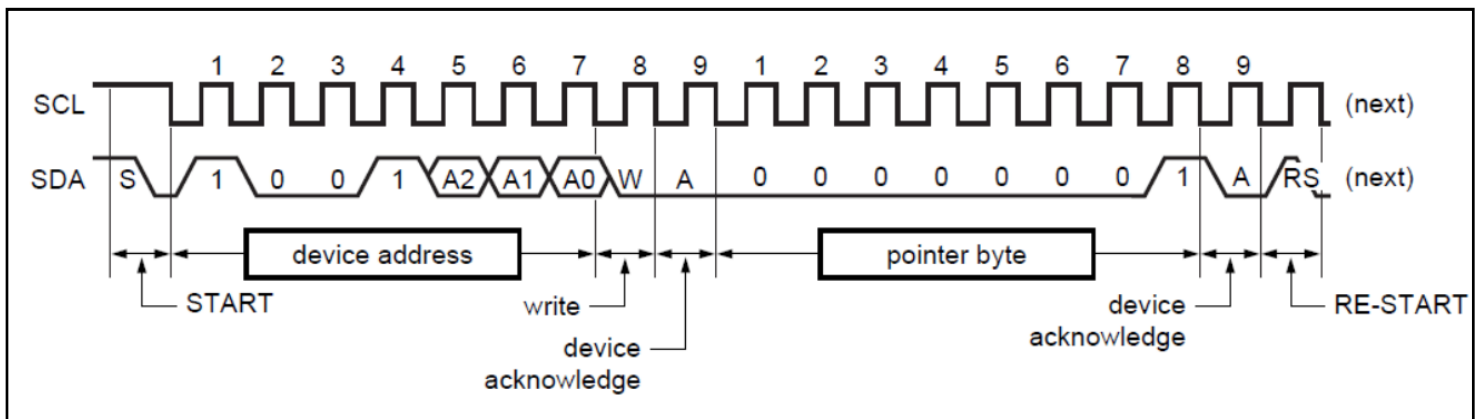 1 2 3 4 5 6 7 8 9 1 2 3 4 5 6 7 8 9
SCL (next)
SDA S 1 0 0 1 A2 A1 A0 W A 0 0 0 0 0 0 0 1 A RS (next)
device address pointer byte
START write device acknowledge RE-START
device
acknowledge